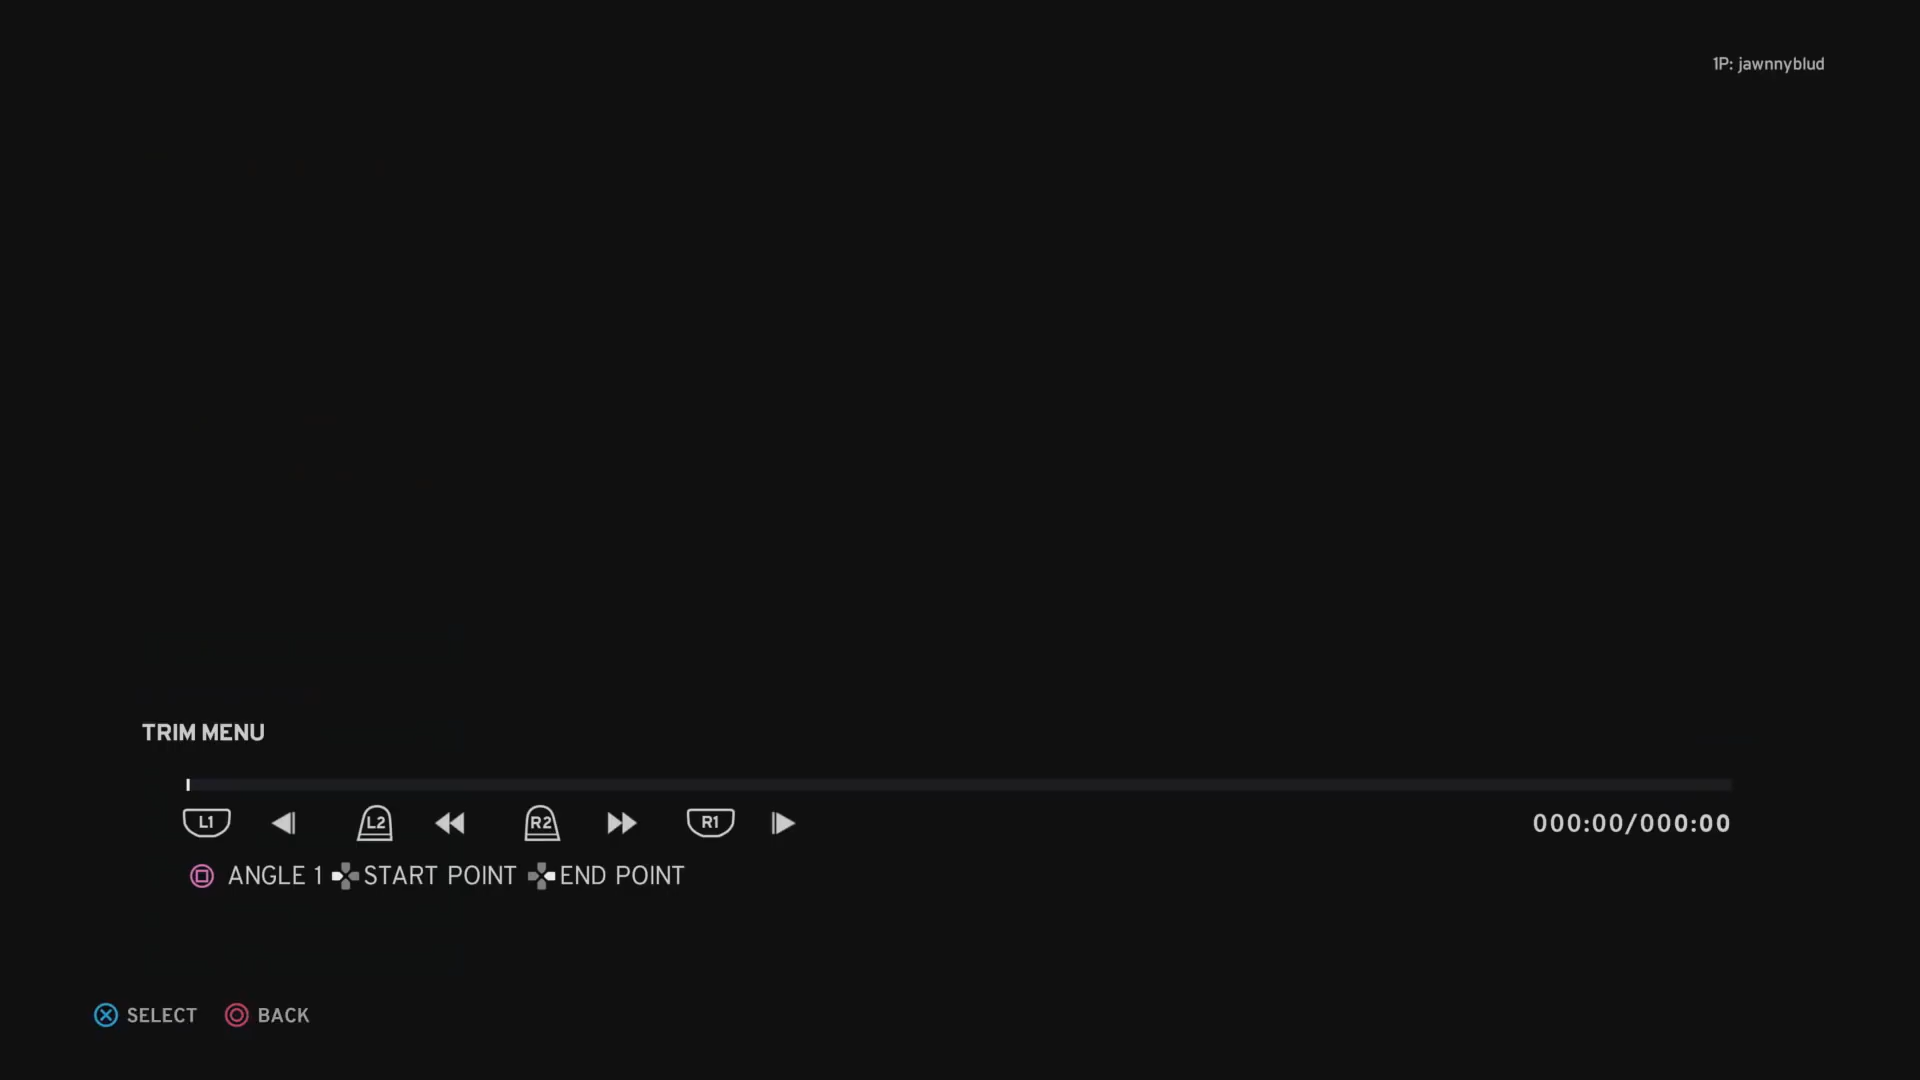 1P: jawnnyblud
TRIM MENU
L1 L2 R2 R1 000:00/000:00
ANGLE 1 START POINT END POINT
SELECT BACK